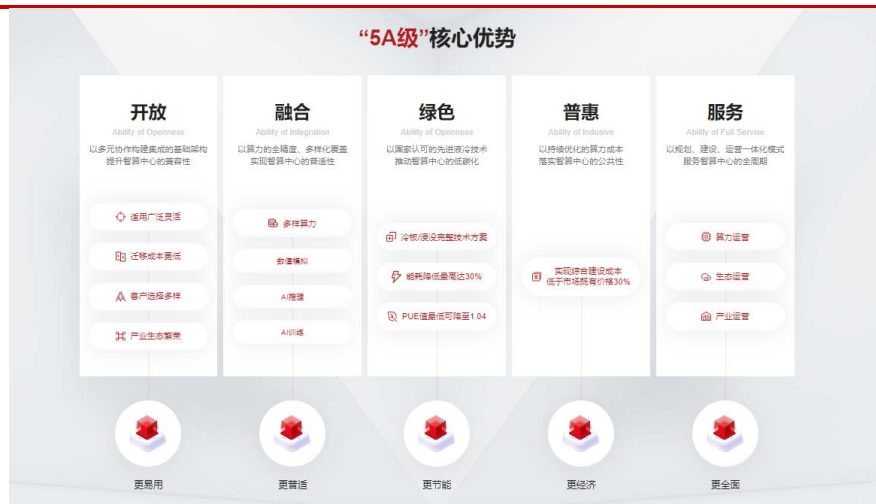 “5A级”核心优势
开放
Ability of Openness
以多元协作构建集成的基础架构
提升智算中心的兼容性
适用广泛灵活
迁移成本更低
客户选择多样
产业生态繁荣
更易用
融合
Ability of Integration
以算力的全精度、多样化覆盖
实现智算中心的普适性
多样算力
数值模拟
AI推理
AI训练
更普适
绿色
Ability of Openness
以国家认可的先进液冷技术
推动智算中心的低碳化
冷板/浸没完整技术方案
能耗降低最高达30%
PUE值最低可降至1.04
更节能
普惠
Ability of Indusive
以持续优化的算力成本
落实智算中心的公共性
实现综合建设成本
低于市场既有价格30%
更经济
服务
Ability of Full Servise
以规划、建设、运营一体化模式
服务智算中心的全周期
算力运营
生态运营
产业运营
更全面